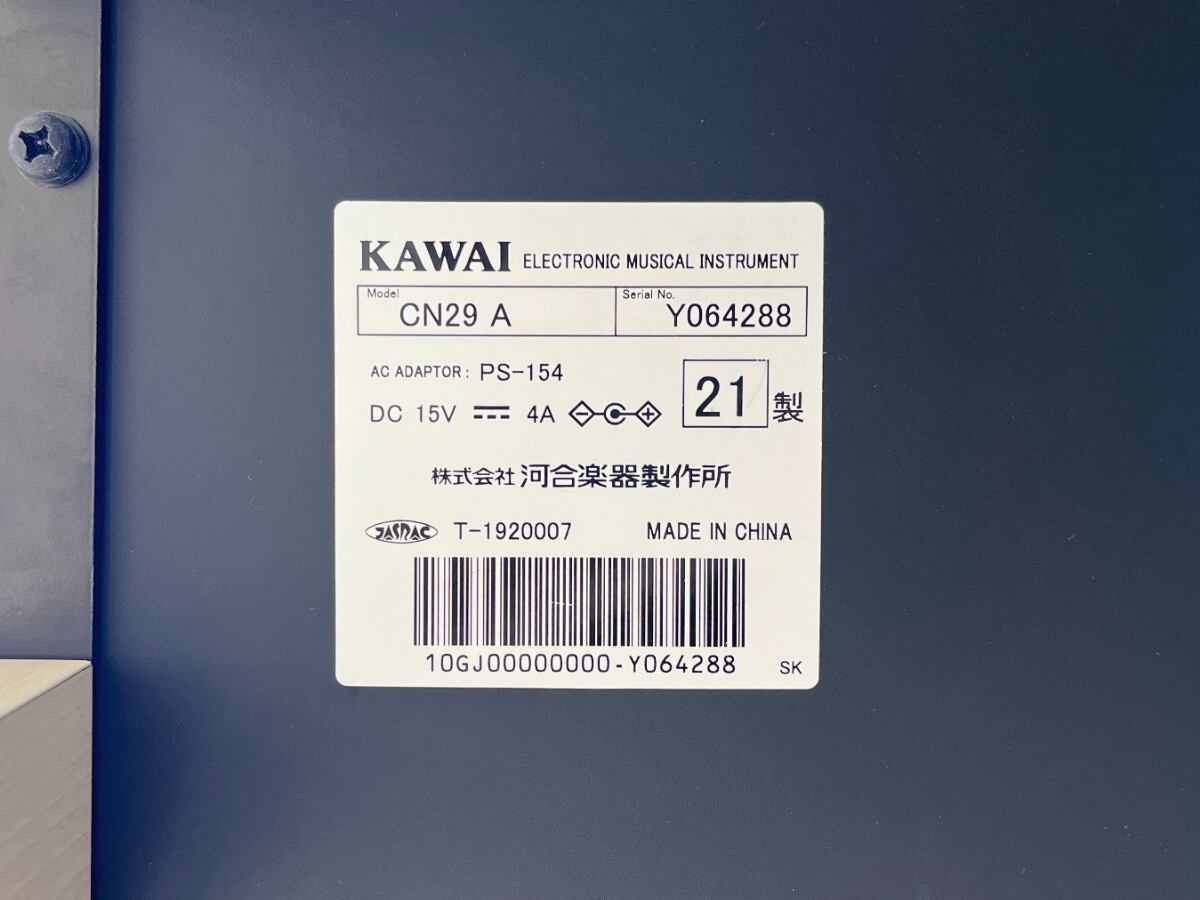 KAWAI ELECTRONIC MUSICAL INSTRUMENT
Model CN29 A Serial No. Y064288
AC ADAPTOR: PS-154
DC 15V 4A 21 製
株式会社 河合楽器製作所
JASRAC T-1920007 MADE IN CHINA
10GJ00000000-Y064288 SK